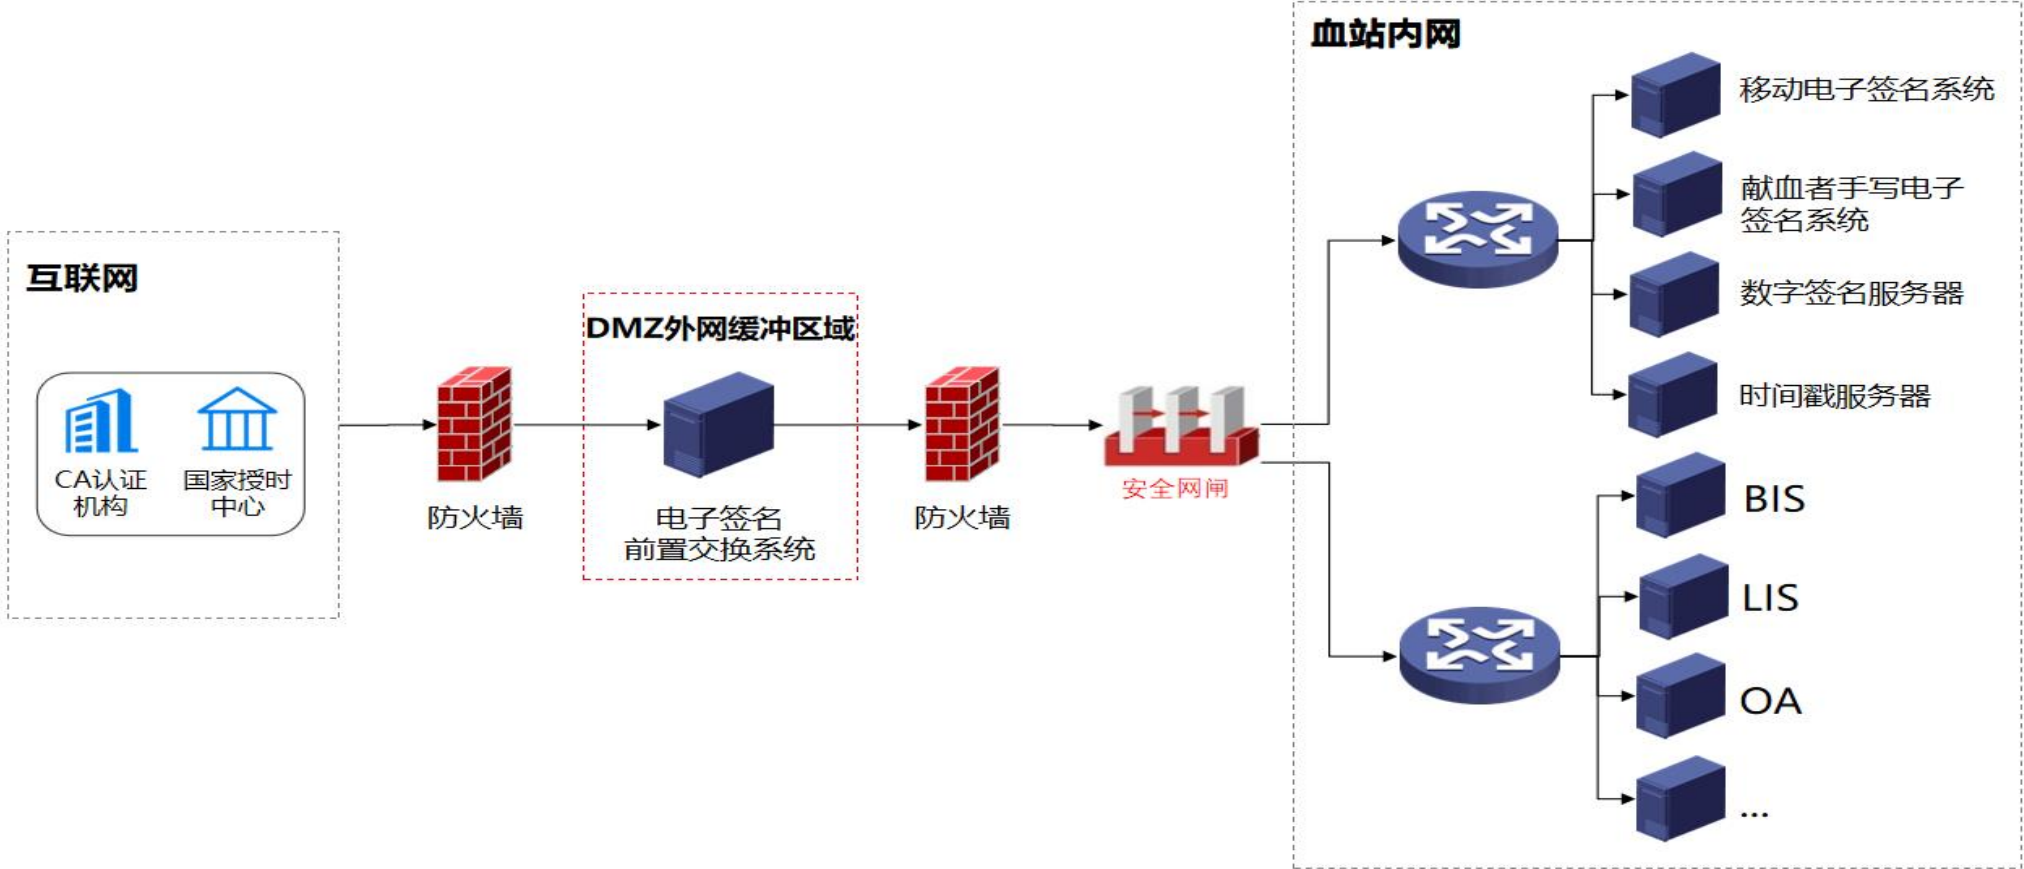 互联网
CA认证
机构
国家授时
中心
防火墙
DMZ外网缓冲区域
电子签名
前置交换系统
防火墙
安全网闸
血站内网
移动电子签名系统
献血者手写电子
签名系统
数字签名服务器
时间戳服务器
BIS
LIS
OA
...